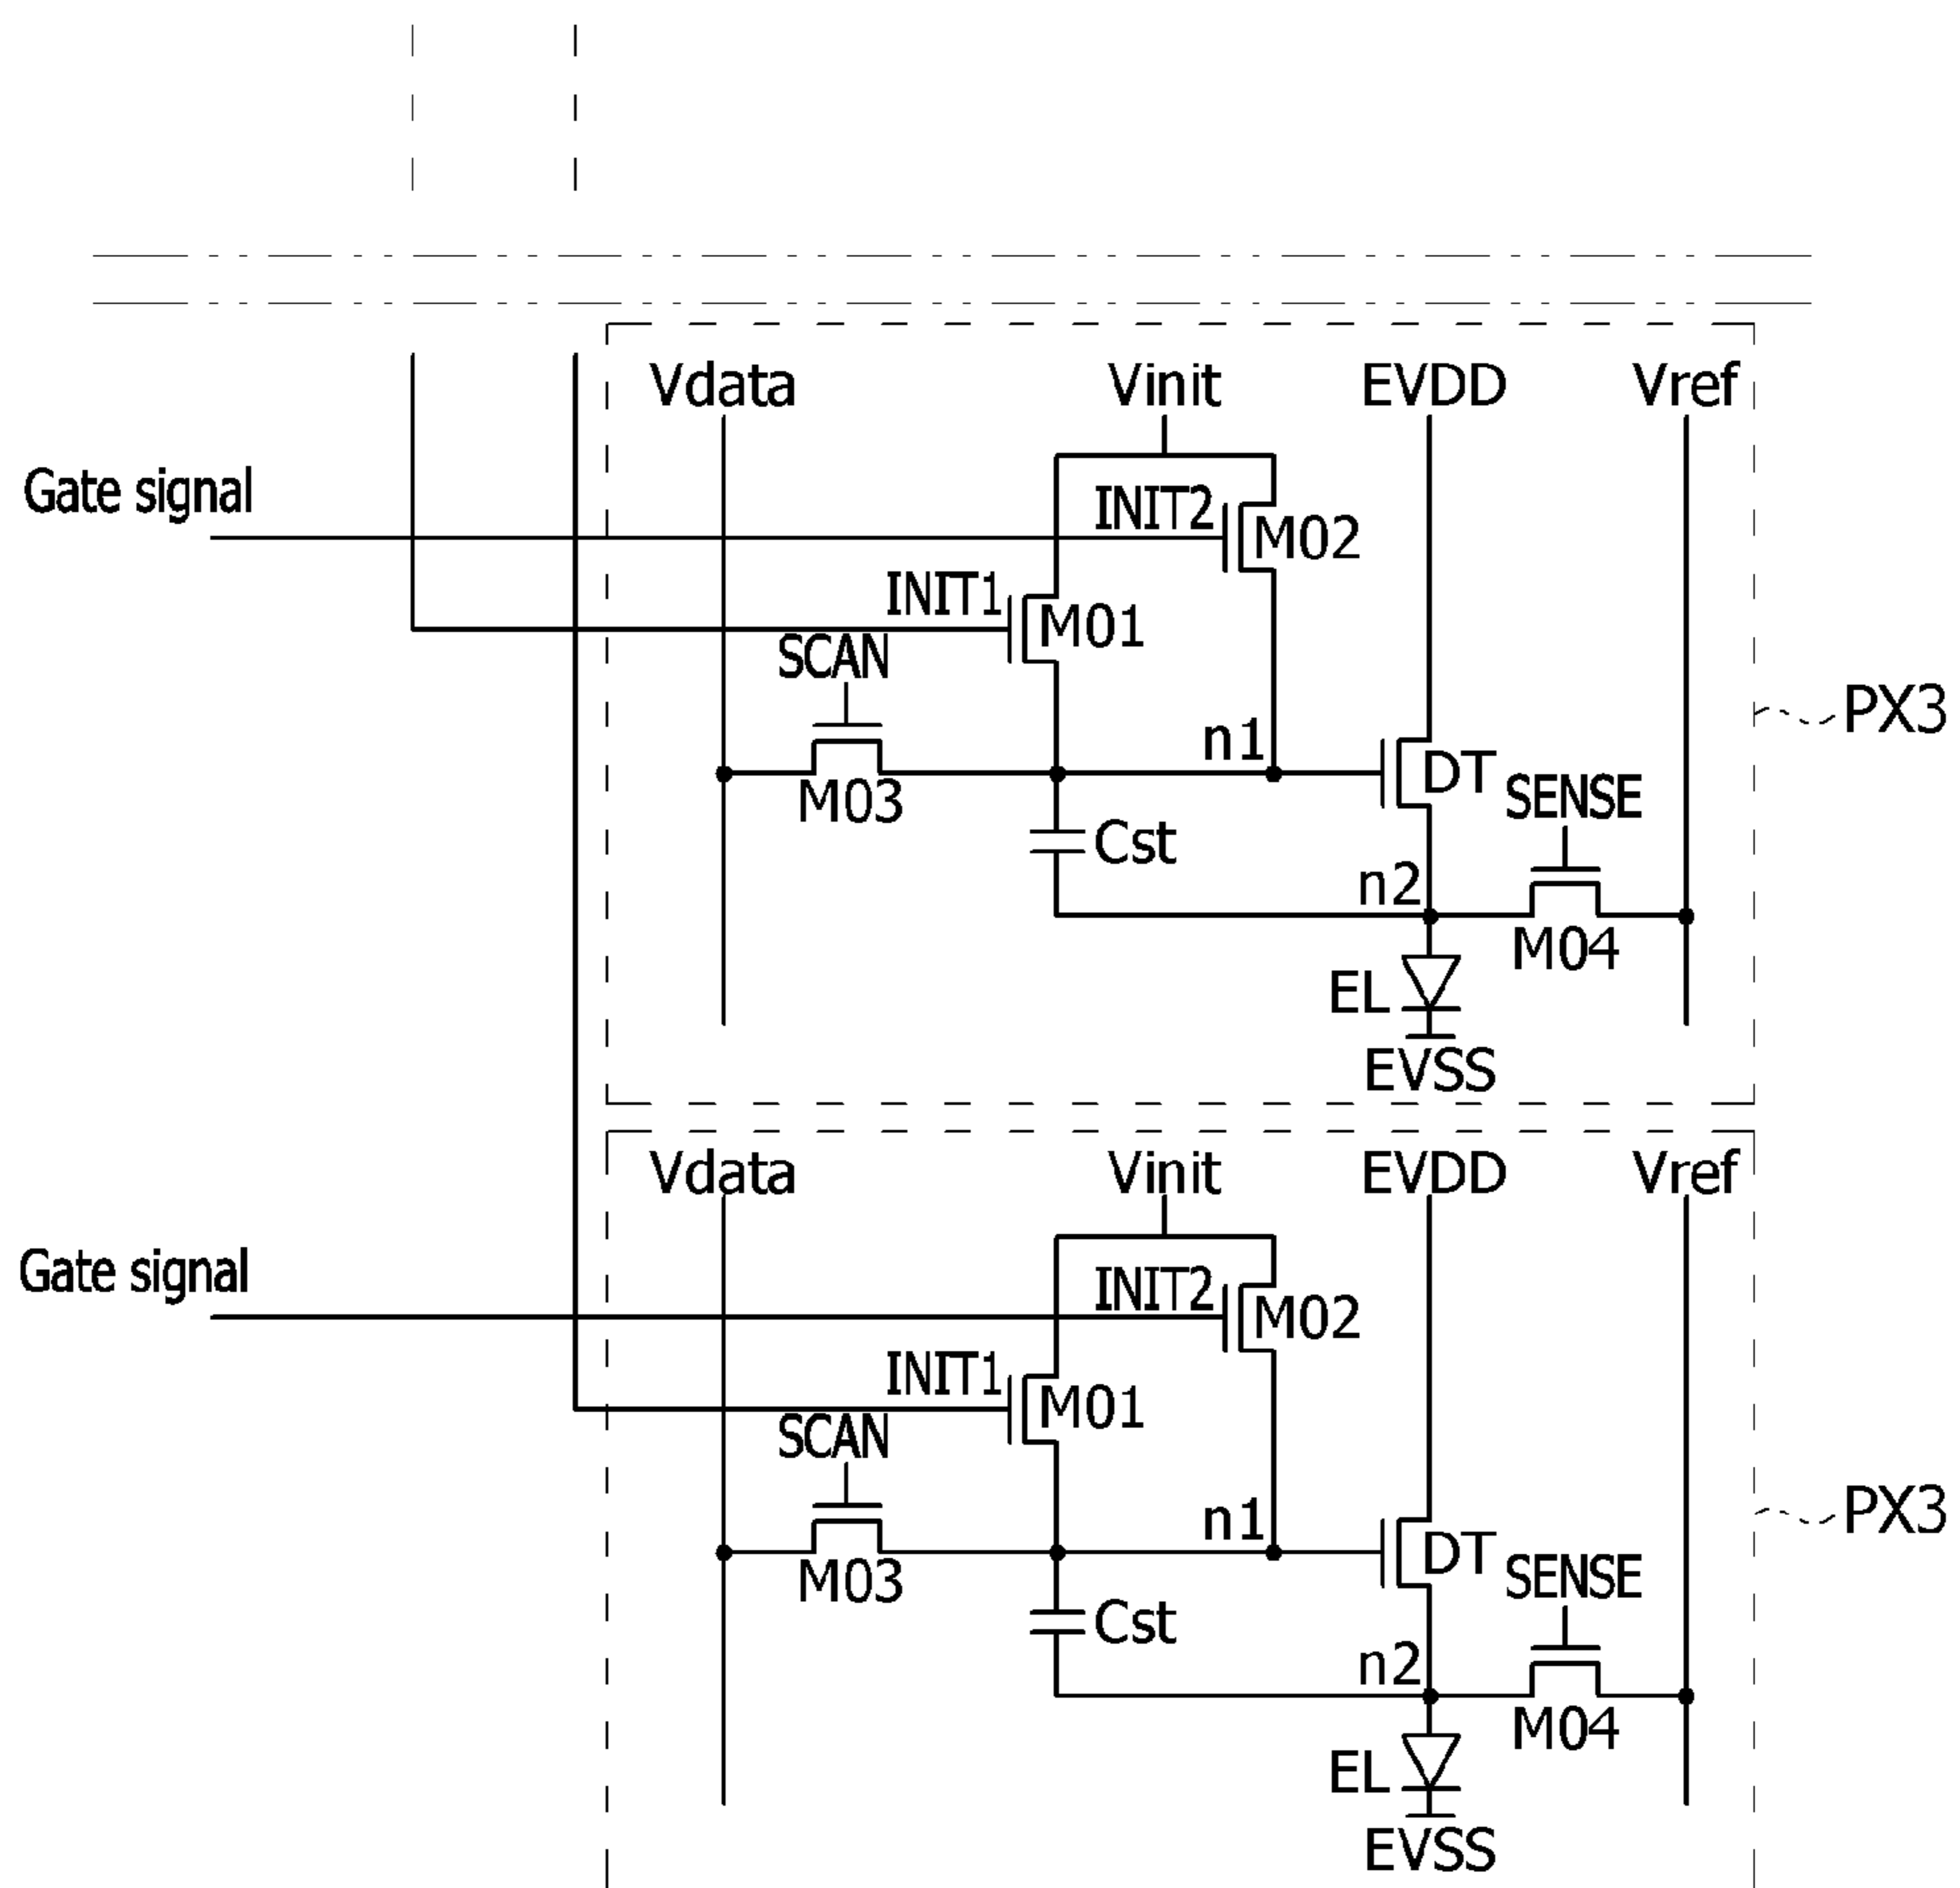 Vdata
Vinit
EVDD
Vref
Gate signal
INIT2
M02
INIT1
M01
SCAN
n1
M03
DT
SENSE
PX3
Cst
n2
M04
EL
EVSS
Vdata
Vinit
EVDD
Vref
Gate signal
INIT2
M02
INIT1
M01
SCAN
n1
M03
DT
SENSE
PX3
Cst
n2
M04
EL
EVSS